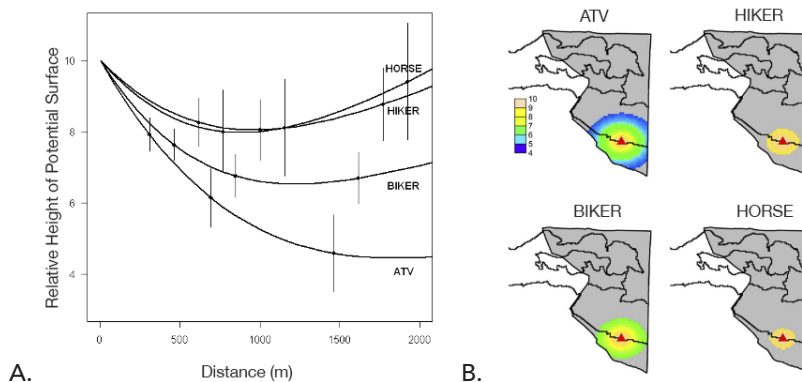 Relative Height of Potential Surface
10
8
6
4
HORSE
HIKER
BIKER
ATV
0
500
1000
1500
2000
Distance (m)
A.
ATV
HIKER
10
9
8
7
6
5
4
BIKER
HORSE
B.